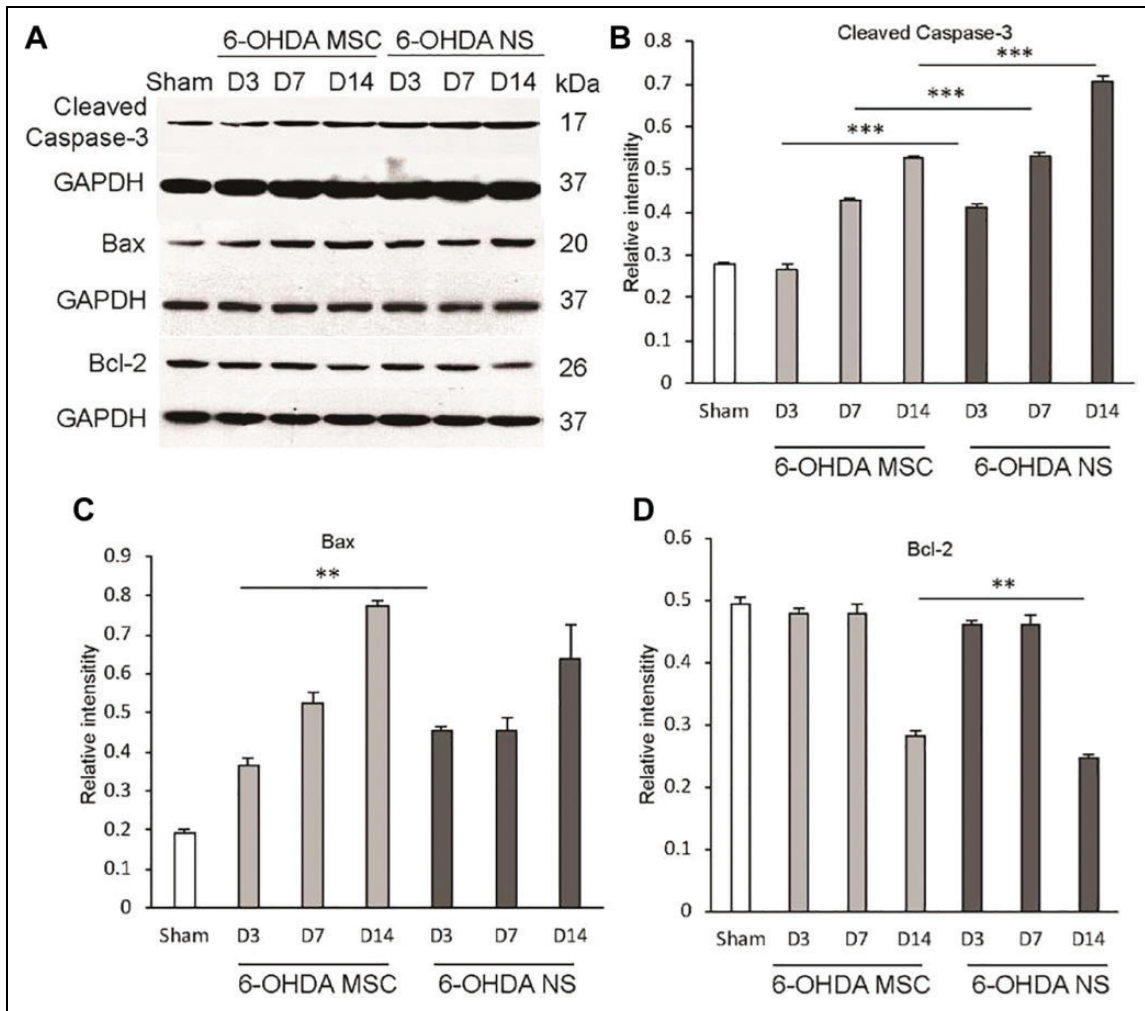 A
6-OHDA MSC 6-OHDA NS
Sham D3 D7 D14 D3 D7 D14 kDa
Cleaved
Caspase-3 17
GAPDH 37
Bax 20
GAPDH 37
Bcl-2 26
GAPDH 37
B
Cleaved Caspase-3
0.8
0.7
0.6
0.5
0.4
0.3
0.2
0.1
0
Relative intensitity
***
***
***
Sham D3 D7 D14 D3 D7 D14
6-OHDA MSC 6-OHDA NS
C
Bax
0.9
0.8
0.7
0.6
0.5
0.4
0.3
0.2
0.1
0
Relative intensitity
**
Sham D3 D7 D14 D3 D7 D14
6-OHDA MSC 6-OHDA NS
D
Bcl-2
0.6
0.5
0.4
0.3
0.2
0.1
0
Relative intensitity
**
Sham D3 D7 D14 D3 D7 D14
6-OHDA MSC 6-OHDA NS